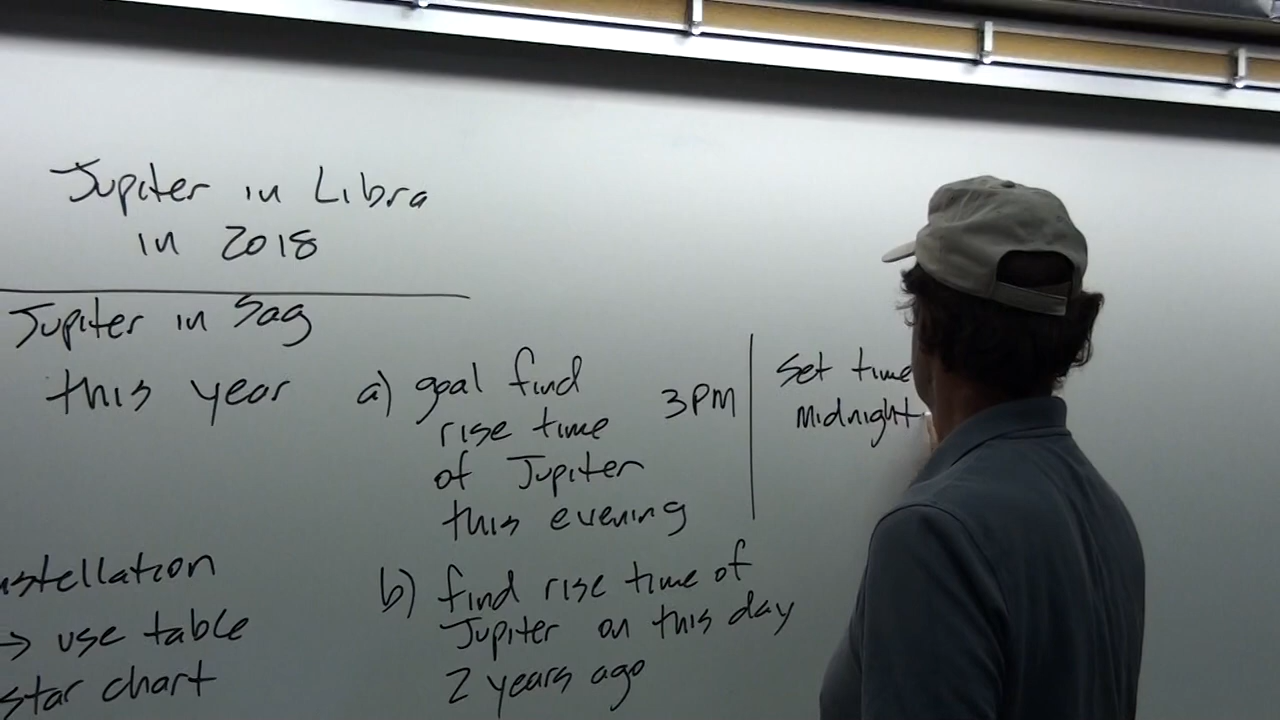 Jupiter in Libra
in 2018
Jupiter in Sag
this year
a) goal find
rise time
of Jupiter
this evening
3PM
Set time
Midnight
→ use table
star chart
b) find rise time of
Jupiter on this day
2 years ago